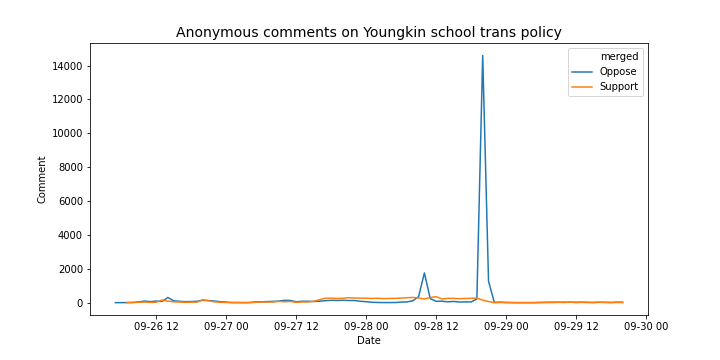 Anonymous comments on Youngkin school trans policy
merged
Oppose
Support
Comment
14000
12000
10000
8000
6000
4000
2000
0
09-26 12
09-27 00
09-27 12
09-28 00
09-28 12
09-29 00
09-29 12
09-30 00
Date